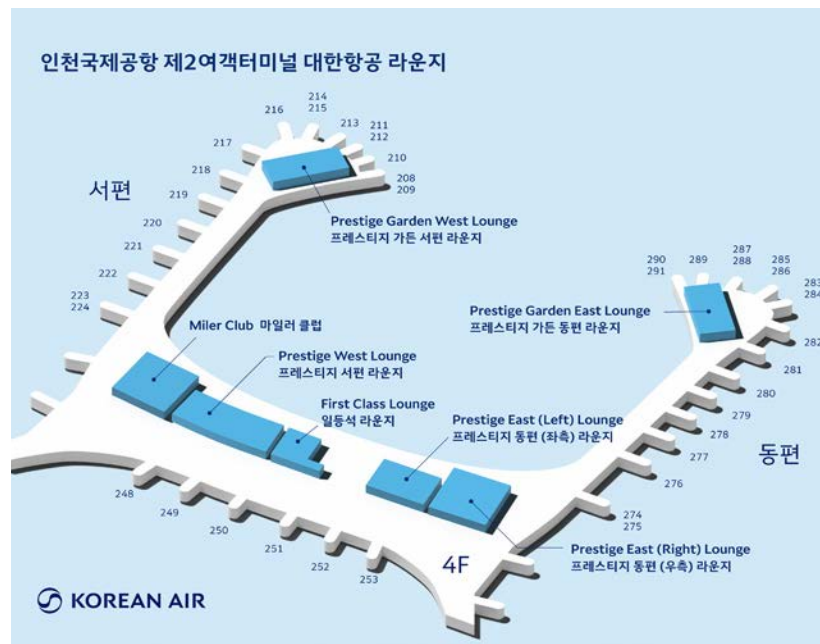 인천국제공항 제2여객터미널 대한항공 라운지
214
215
216
213
211
212
217
210
208
209
218
서편
219
Prestige Garden West Lounge
프레스티지 가든 서편 라운지
220
221
222
223
224
287
288
290
291
289
285
286
283
284
Prestige Garden East Lounge
프레스티지 가든 동편 라운지
282
281
280
279
278
277
276
동편
274
275
Miler Club 마일러 클럽
Prestige West Lounge
프레스티지 서편 라운지
First Class Lounge
일등석 라운지
Prestige East (Left) Lounge
프레스티지 동편 (좌측) 라운지
248
249
250
251
252
253
4F
Prestige East (Right) Lounge
프레스티지 동편 (우측) 라운지
KOREAN AIR